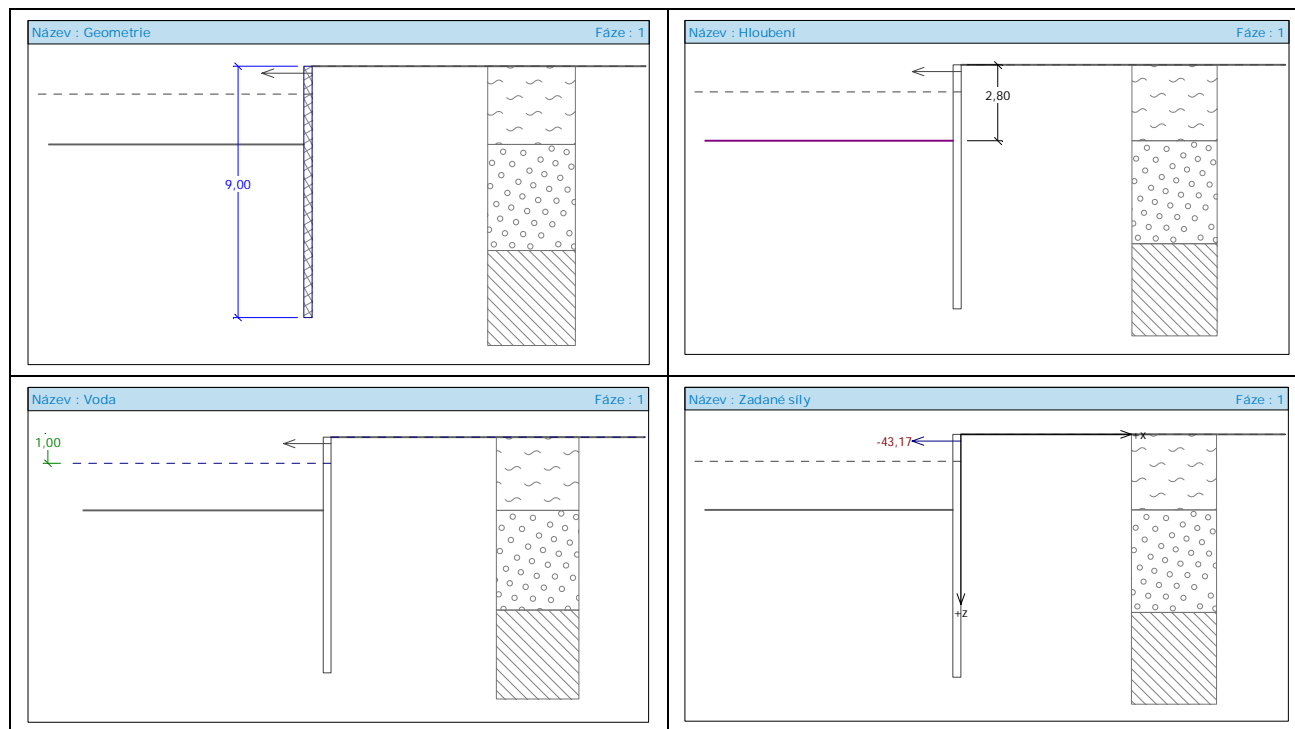 Název : Geometrie Fáze : 1
9,00
Název : Hloubení Fáze : 1
2,80
Název : Voda Fáze : 1
1,00
Název : Zadané síly Fáze : 1
-43,17
+x
+z